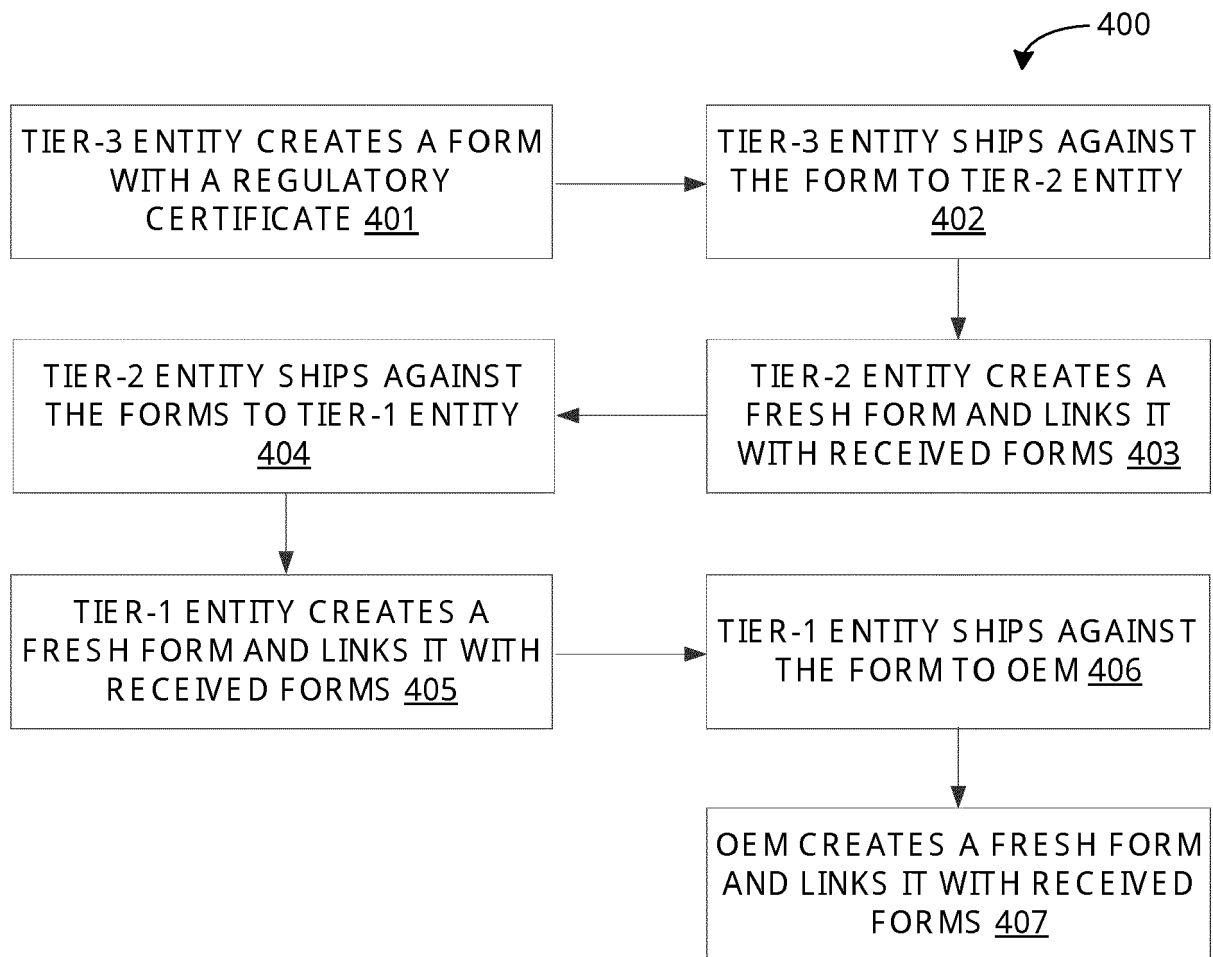 400
TIER-3 ENTITY CREATES A FORM
WITH A REGULATORY
CERTIFICATE 401
TIER-3 ENTITY SHIPS AGAINST
THE FORM TO TIER-2 ENTITY
402
TIER-2 ENTITY CREATES A
FRESH FORM AND LINKS IT
WITH RECEIVED FORMS 403
TIER-2 ENTITY SHIPS AGAINST
THE FORMS TO TIER-1 ENTITY
404
TIER-1 ENTITY CREATES A
FRESH FORM AND LINKS IT WITH
RECEIVED FORMS 405
TIER-1 ENTITY SHIPS AGAINST
THE FORM TO OEM 406
OEM CREATES A FRESH FORM
AND LINKS IT WITH RECEIVED
FORMS 407